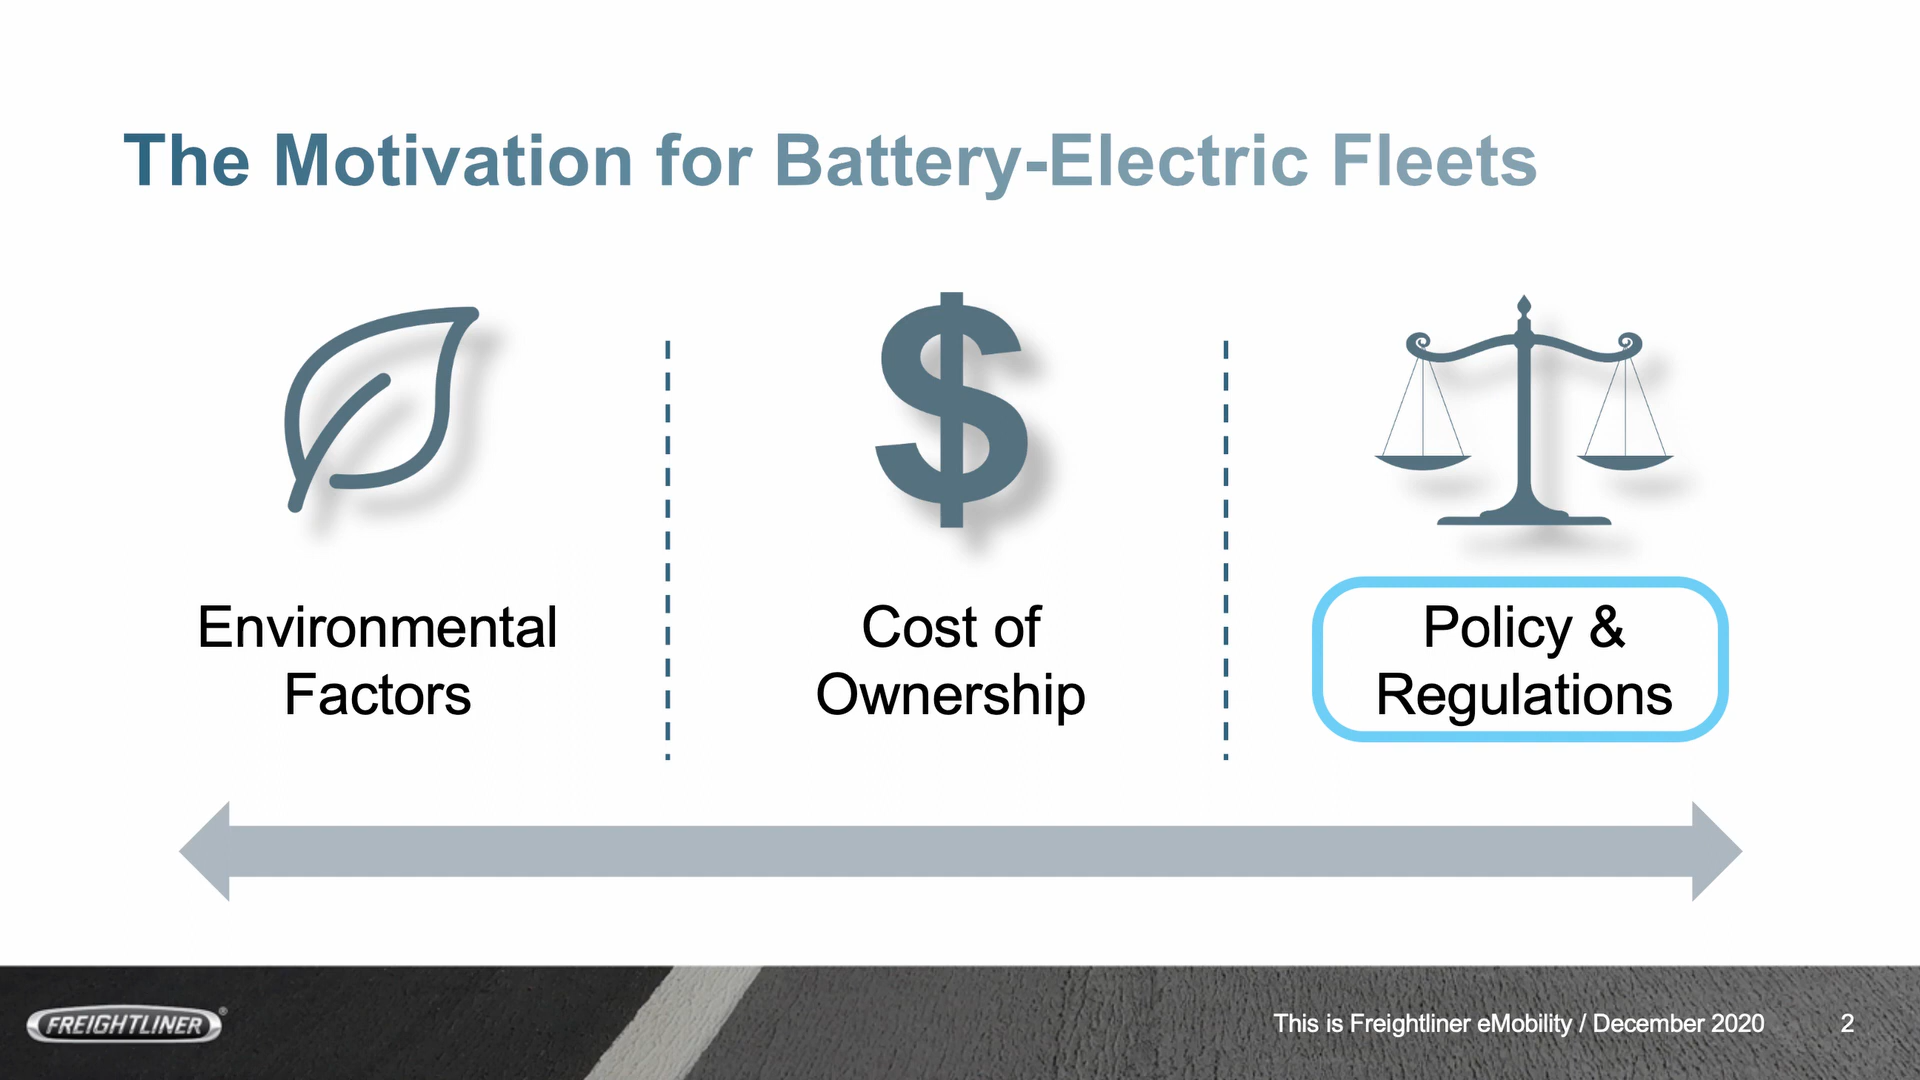 The Motivation for Battery-Electric Fleets
$
Environmental
Factors
Cost of
Ownership
Policy &
Regulations
FREIGHTLINER®
This is Freightliner eMobility / December 2020
2